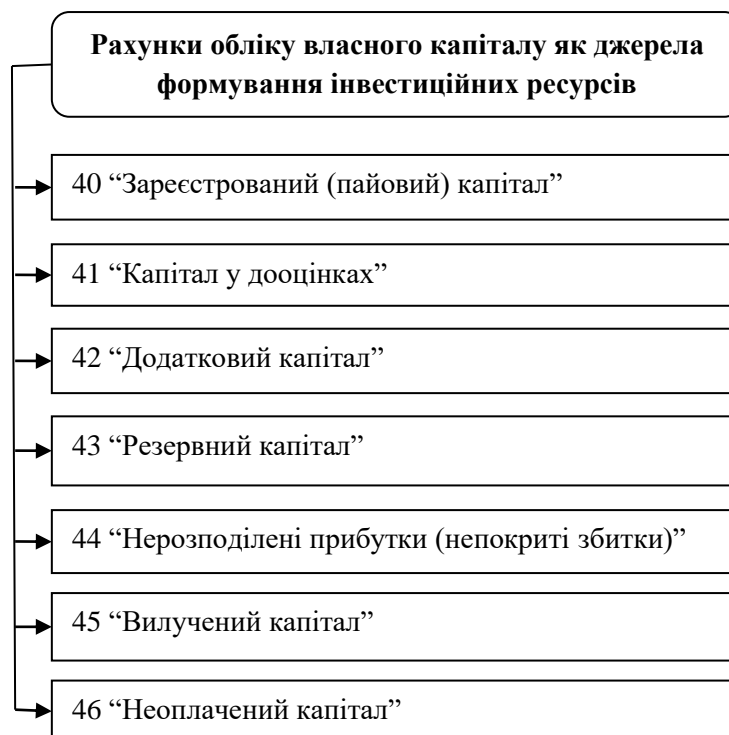 Рахунки обліку власного капіталу як джерела
формування інвестиційних ресурсів
40 “Зареєстрований (пайовий) капітал”
41 “Капітал у дооцінках”
42 “Додатковий капітал”
43 “Резервний капітал”
44 “Нерозподілені прибутки (непокриті збитки)”
45 “Вилучений капітал”
46 “Неоплачений капітал”